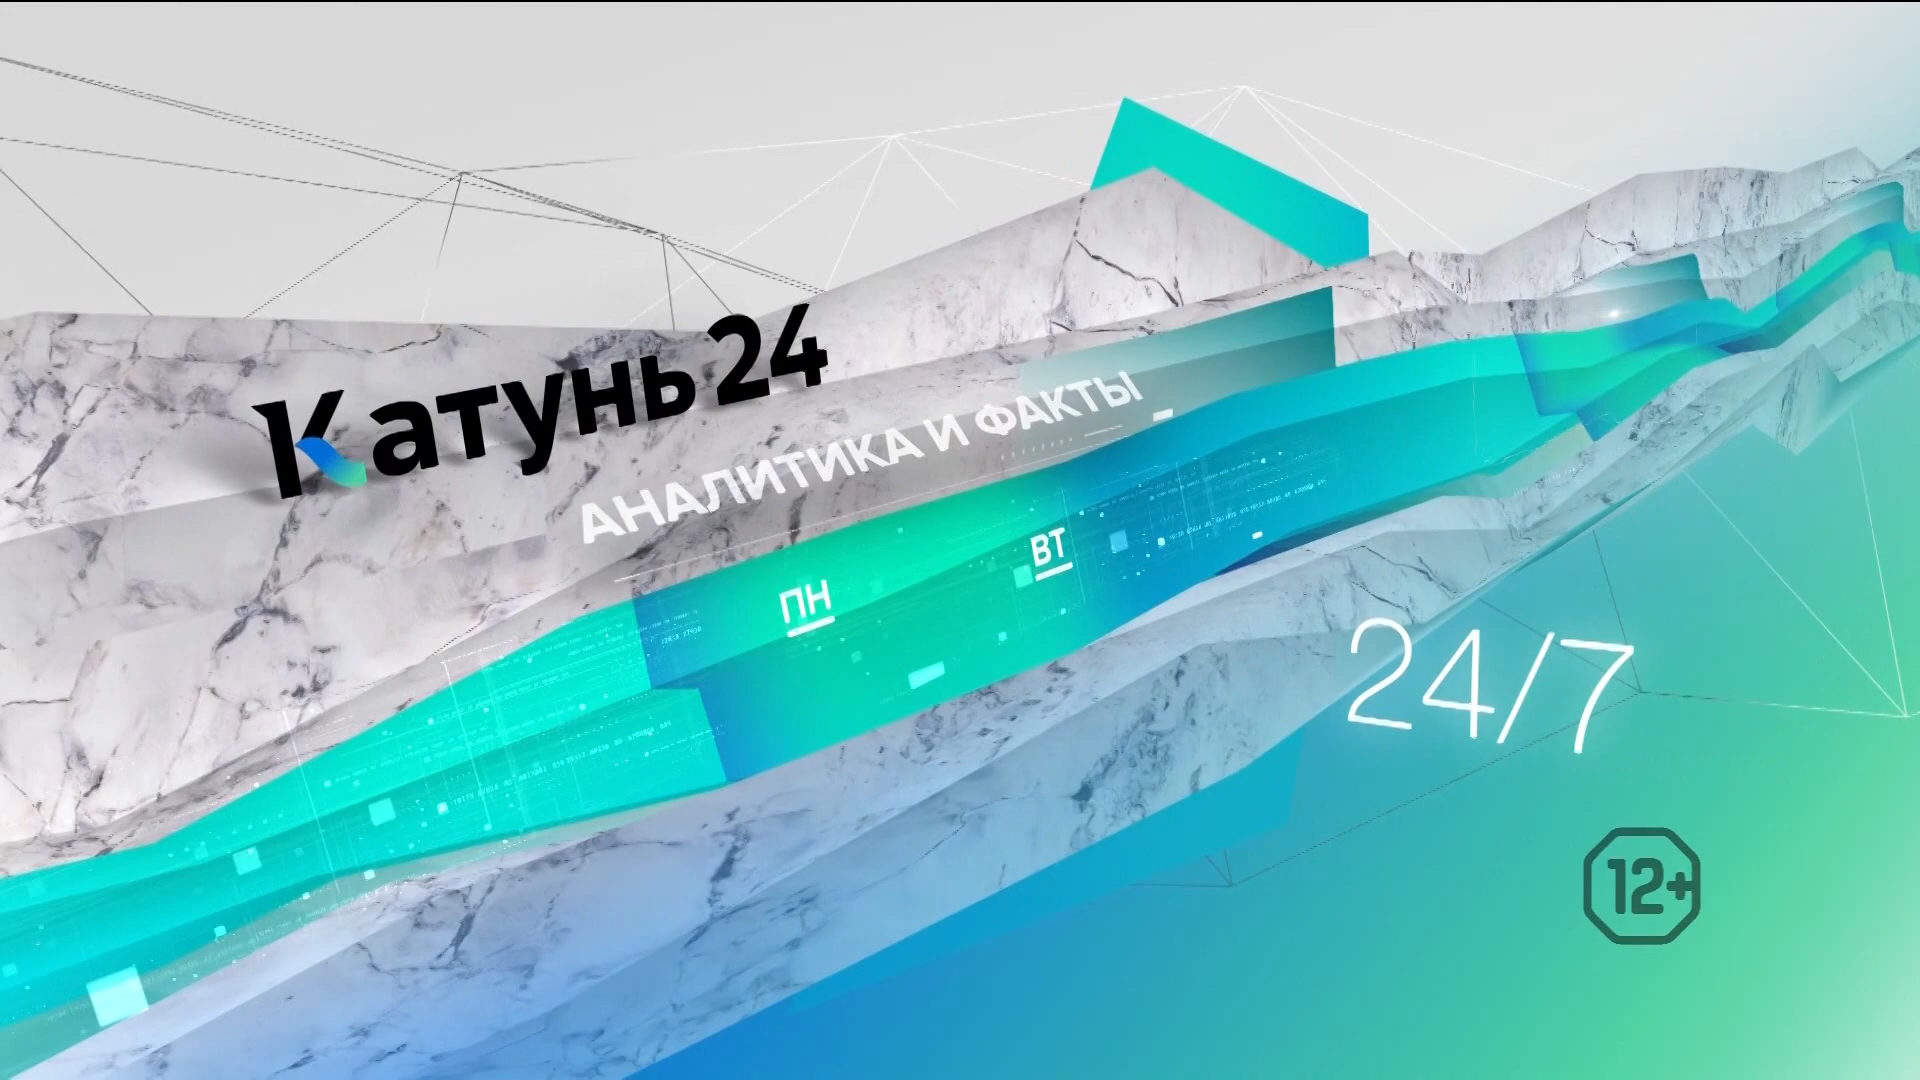 Катунь 24
АНАЛИТИКА И ФАКТЫ
ПН
ВТ
24/7
12+